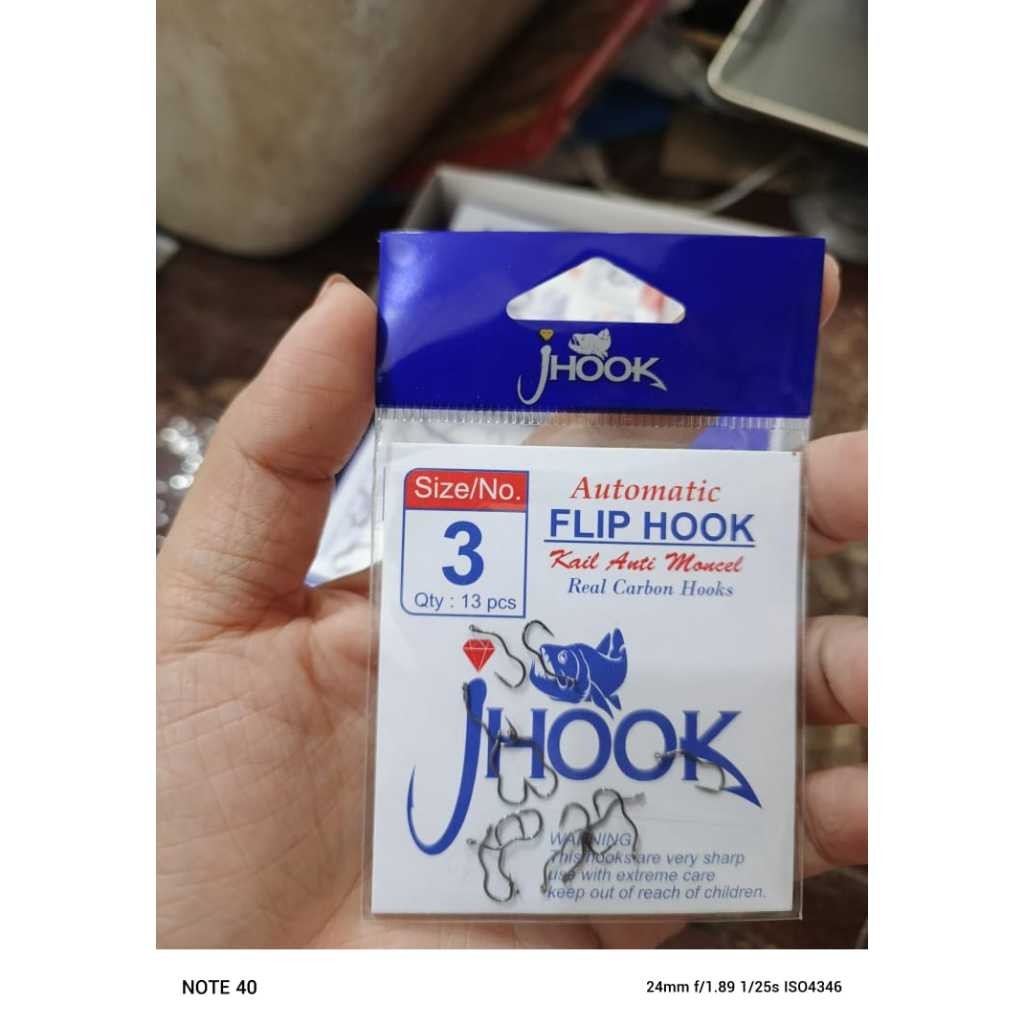 JHOOK
Size/No.
3
Qty : 13 pcs
Automatic
FLIP HOOK
Kail Anti Moncel
Real Carbon Hooks
JHOOK
WARNING
This hooks are very sharp
use with extreme care
keep out of reach of children.
NOTE 40
24mm f/1.89 1/25s ISO4346